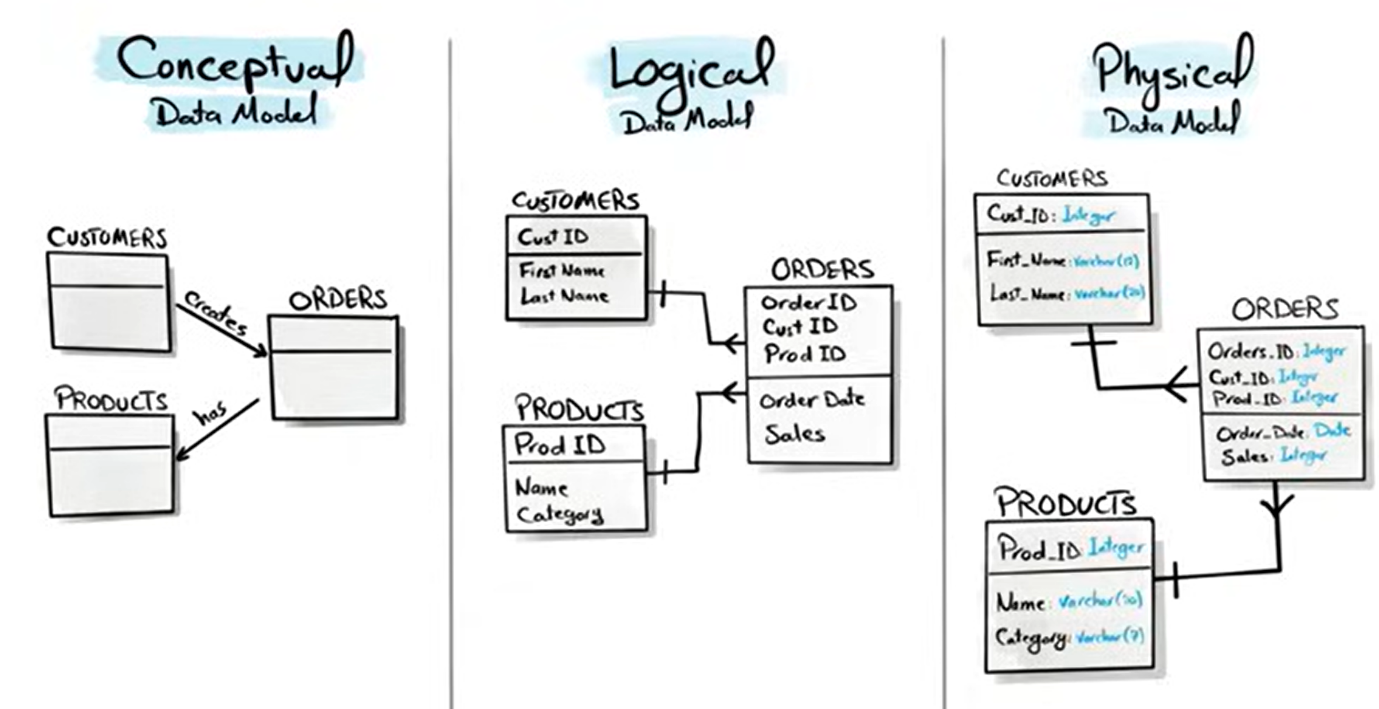 Conceptual
Data Model
CUSTOMERS
creates
ORDERS
PRODUCTS
has
Logical
Data Model
CUSTOMERS
Cust ID
First Name
Last Name
ORDERS
Order ID
Cust ID
Prod ID
Order Date
Sales
PRODUCTS
Prod ID
Name
Category
Physical
Data Model
CUSTOMERS
Cust_ID: Integer
First_Name: Varchar(12)
Last_Name: Varchar(20)
ORDERS
Orders_ID: Integer
Cust_ID: Integer
Prod_ID: Integer
Order_Date: Date
Sales: Integer
PRODUCTS
Prod_ID: Integer
Name: Varchar(10)
Category: Varchar(7)